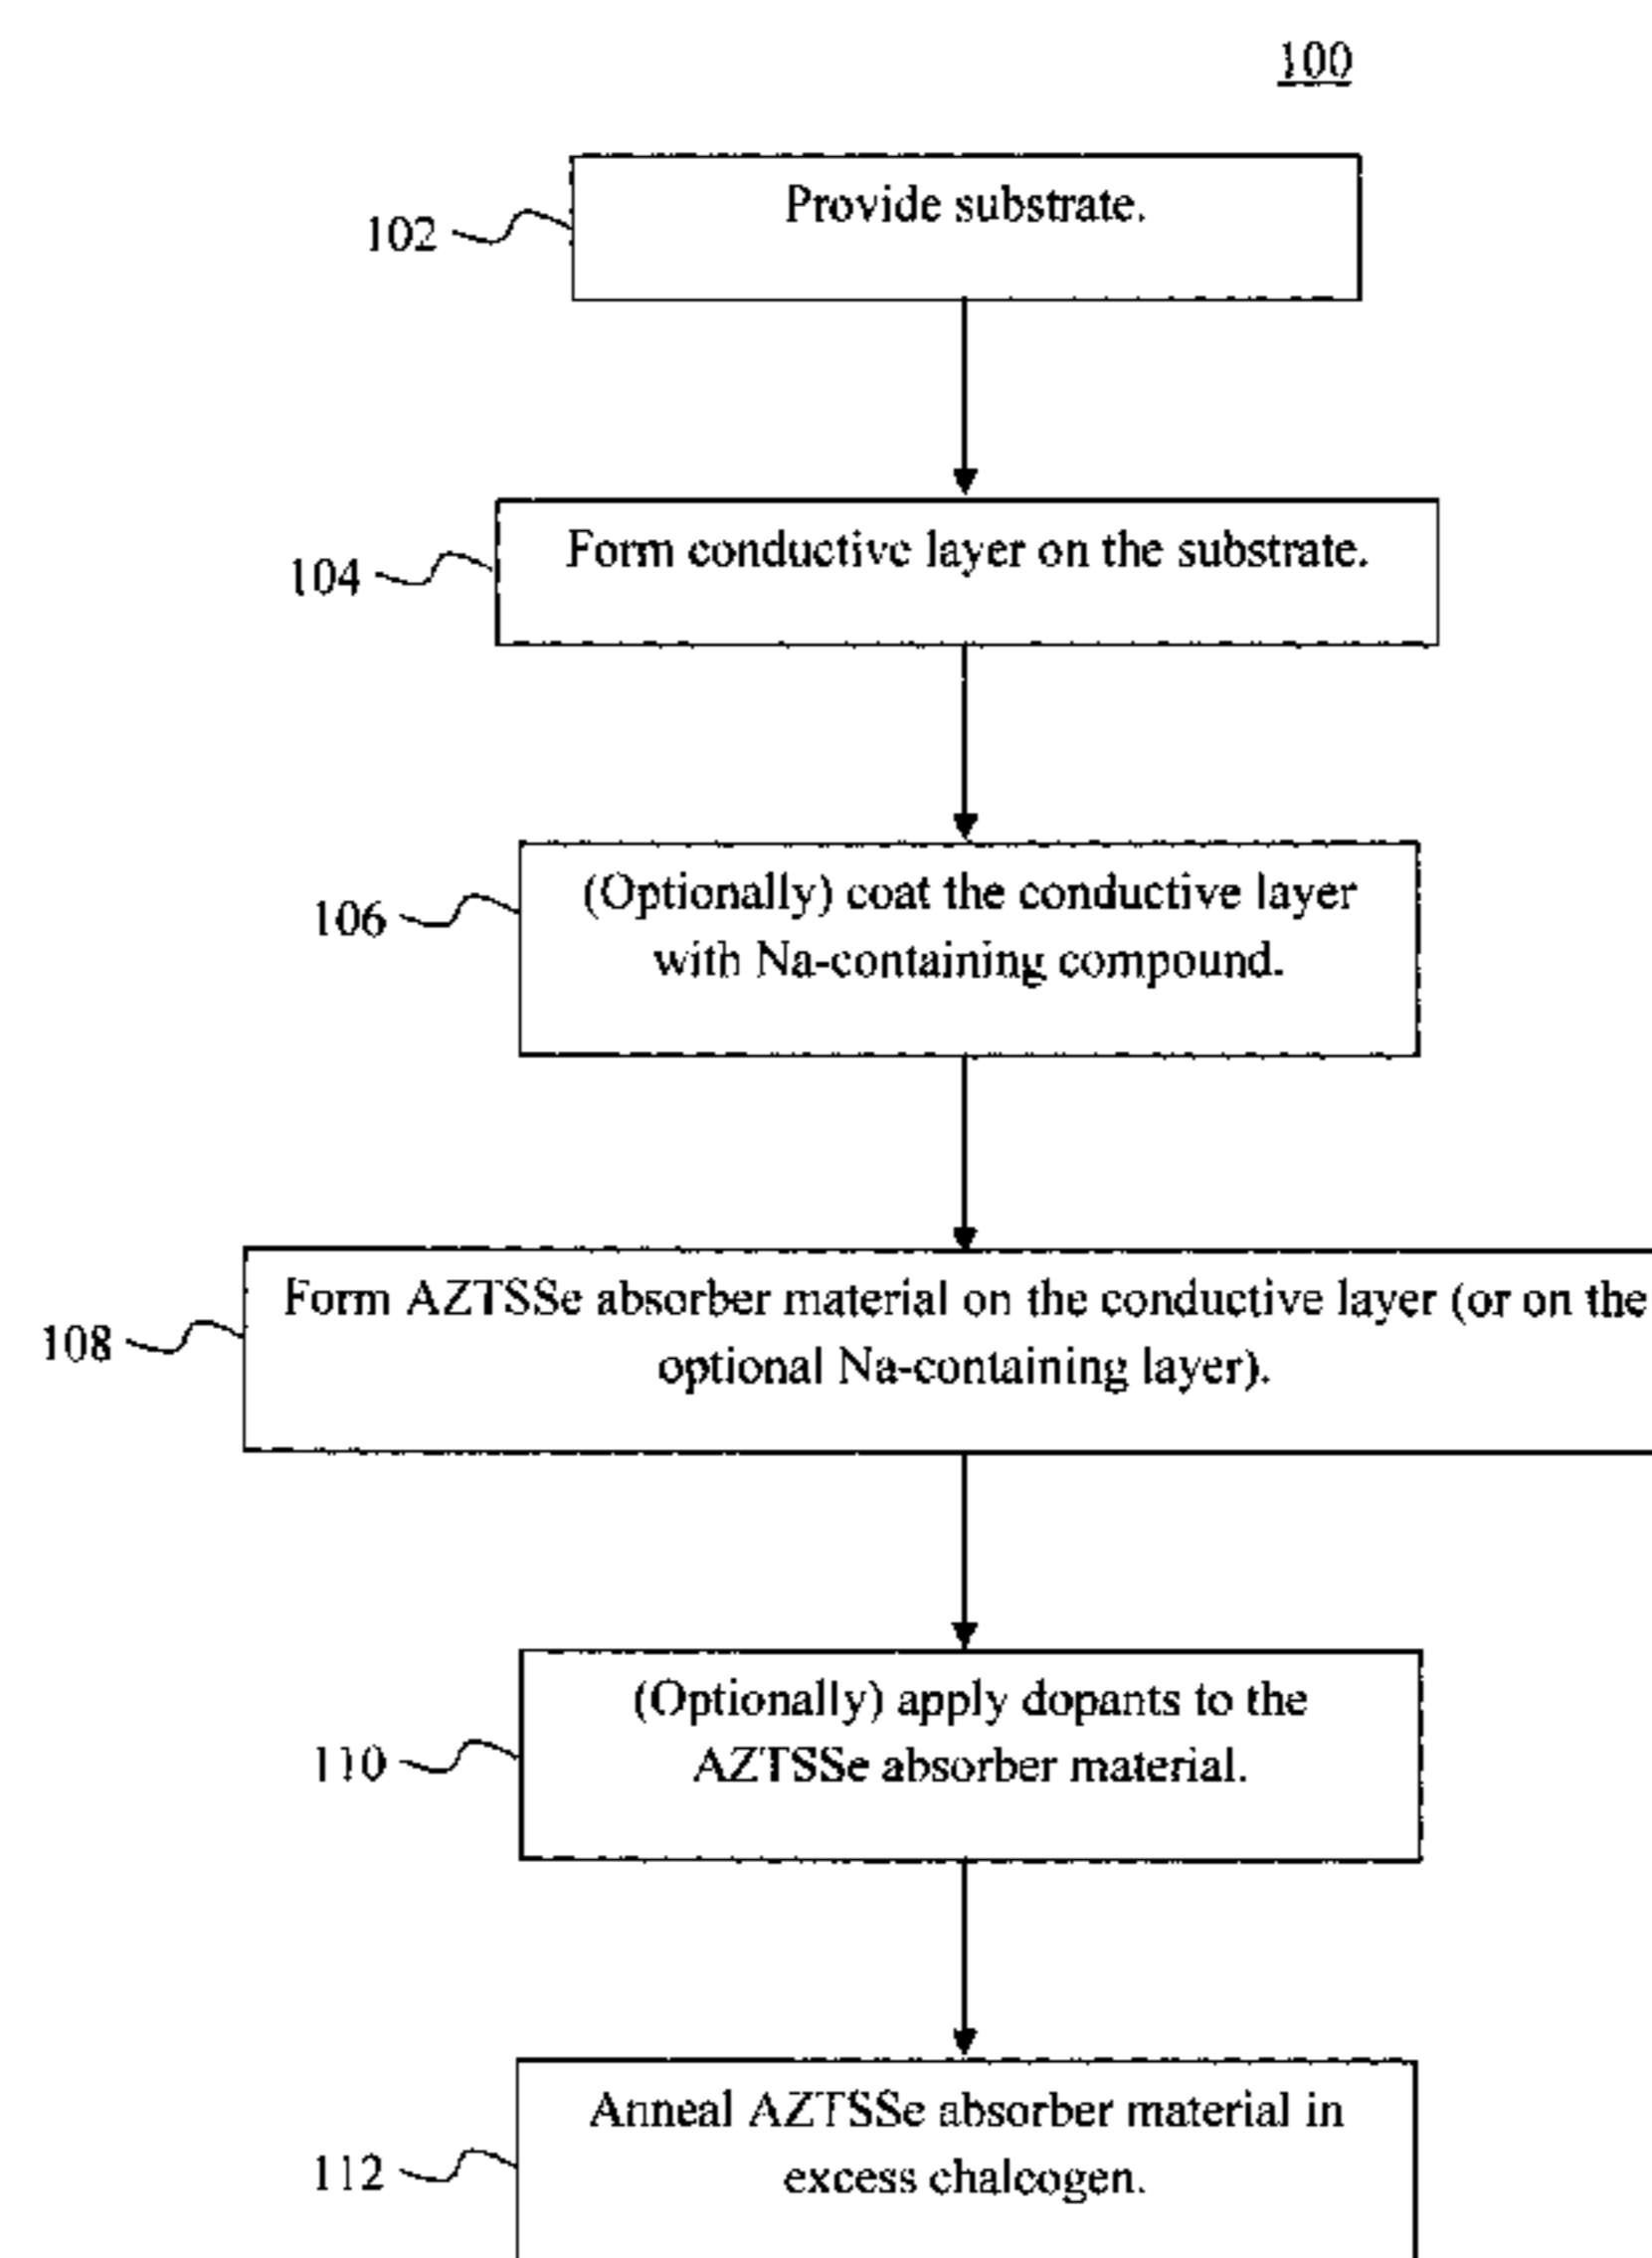 100
Provide substrate.
102
Form conductive layer on the substrate.
104
(Optionally) coat the conductive layer
with Na-containing compound.
106
Form AZTSSe absorber material on the conductive layer (or on the
optional Na-containing layer).
108
(Optionally) apply dopants to the
AZTSSe absorber material.
110
Anneal AZTSSe absorber material in
excess chalcogen.
112